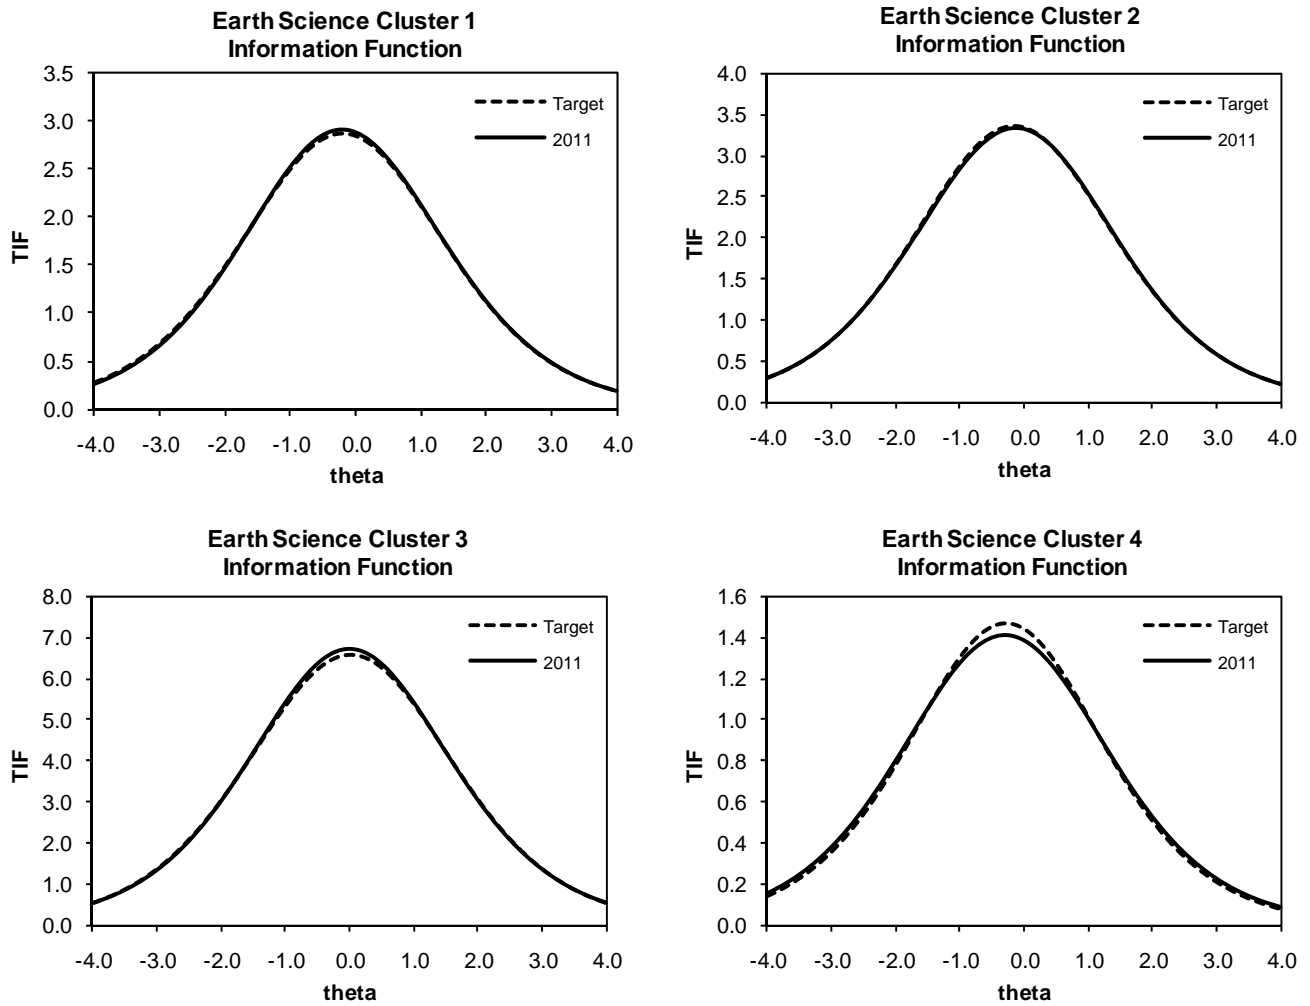 Earth Science Cluster 1
Information Function
3.5
3.0
2.5
2.0
1.5
1.0
0.5
0.0
TIF
-4.0 -3.0 -2.0 -1.0 0.0 1.0 2.0 3.0 4.0
theta
Target
2011
Earth Science Cluster 2
Information Function
4.0
3.5
3.0
2.5
2.0
1.5
1.0
0.5
0.0
TIF
-4.0 -3.0 -2.0 -1.0 0.0 1.0 2.0 3.0 4.0
theta
Target
2011
Earth Science Cluster 3
Information Function
8.0
7.0
6.0
5.0
4.0
3.0
2.0
1.0
0.0
TIF
-4.0 -3.0 -2.0 -1.0 0.0 1.0 2.0 3.0 4.0
theta
Target
2011
Earth Science Cluster 4
Information Function
1.6
1.4
1.2
1.0
0.8
0.6
0.4
0.2
0.0
TIF
-4.0 -3.0 -2.0 -1.0 0.0 1.0 2.0 3.0 4.0
theta
Target
2011